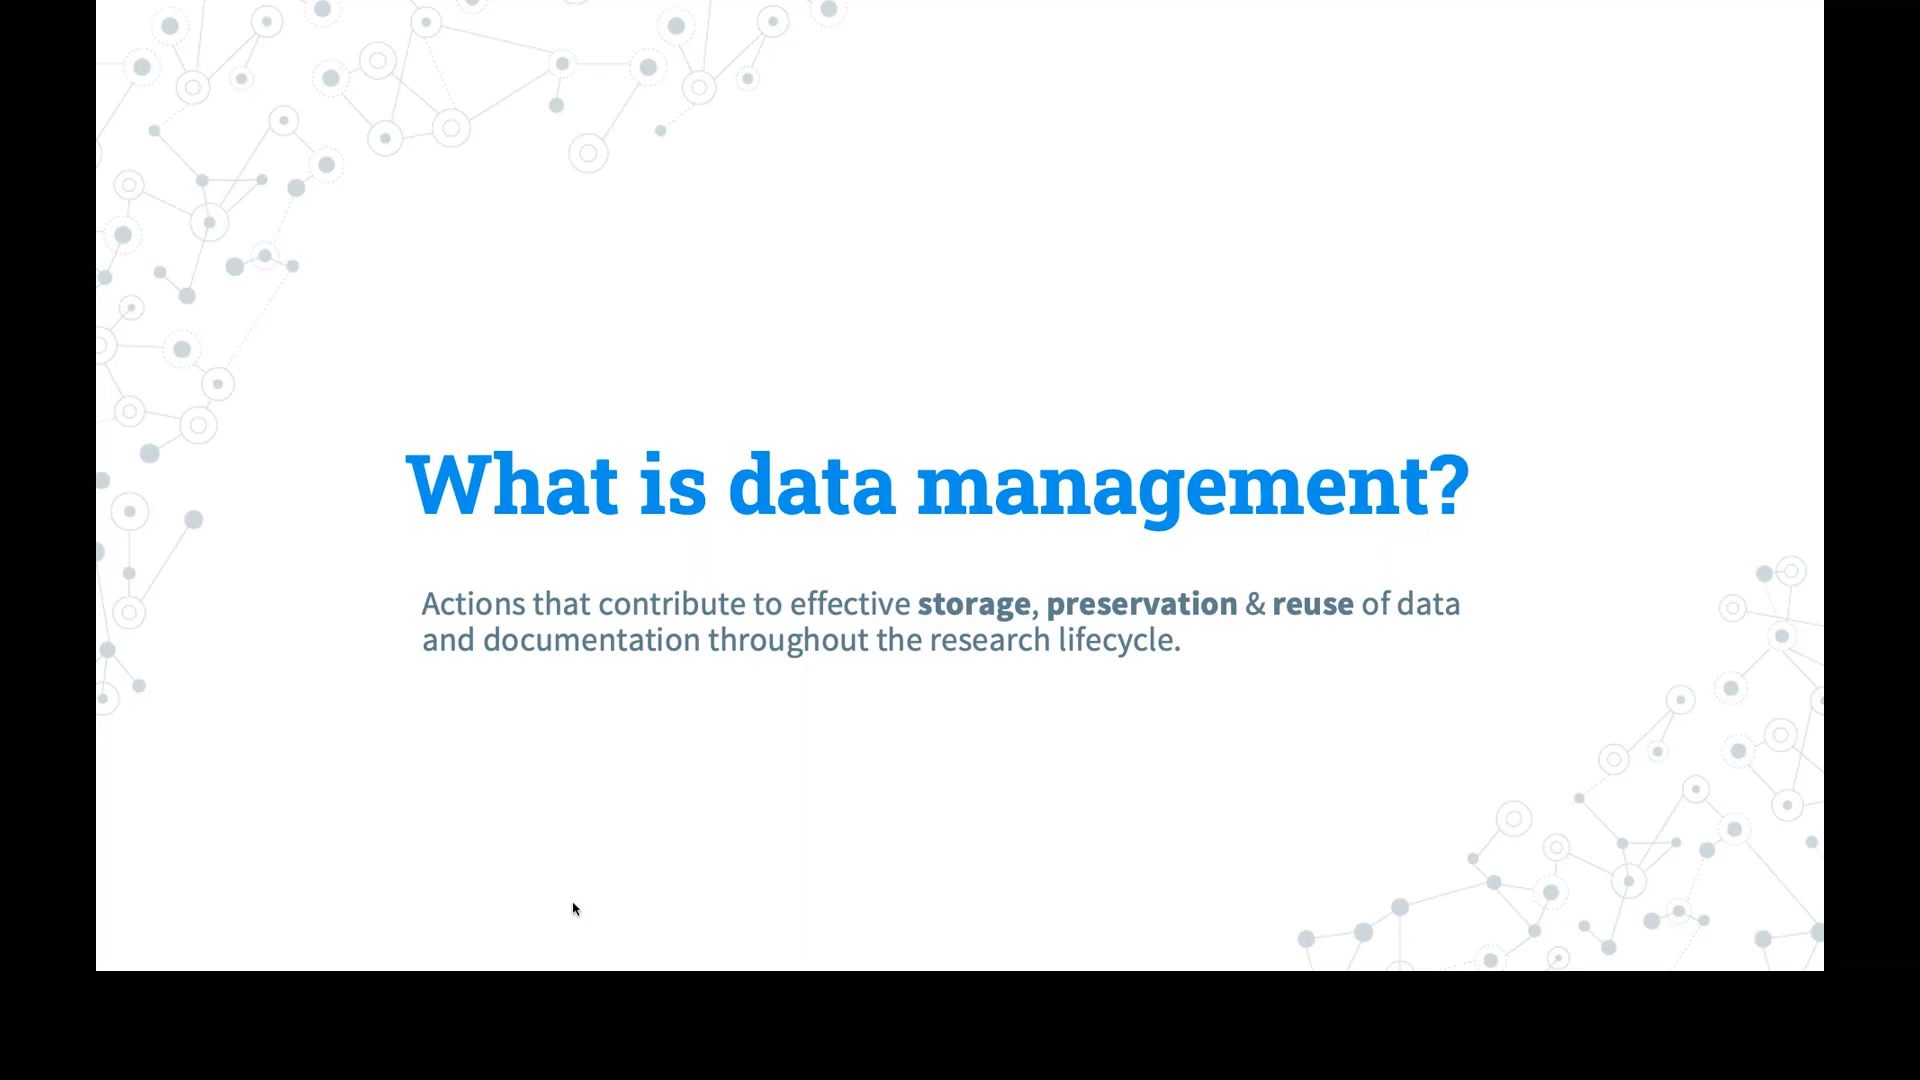 What is data management?
Actions that contribute to effective storage, preservation & reuse of data
and documentation throughout the research lifecycle.